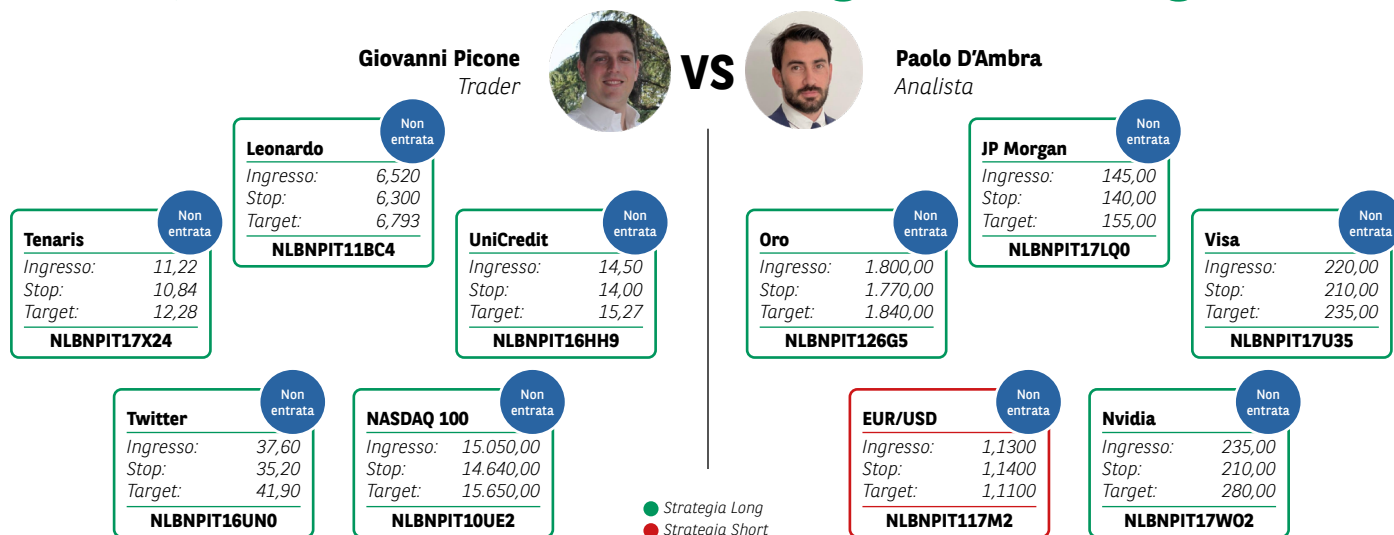 Giovanni Picone
Trader
VS
Paolo D'Ambra
Analista
Non
entrata
Leonardo
Ingresso: 6,520
Stop: 6,300
Target: 6,793
NLBNPIT11BC4
Non
entrata
Tenaris
Ingresso: 11,22
Stop: 10,84
Target: 12,28
NLBNPIT17X24
Non
entrata
UniCredit
Ingresso: 14,50
Stop: 14,00
Target: 15,27
NLBNPIT16HH9
Non
entrata
Twitter
Ingresso: 37,60
Stop: 35,20
Target: 41,90
NLBNPIT16UN0
Non
entrata
NASDAQ 100
Ingresso: 15.050,00
Stop: 14.640,00
Target: 15.650,00
NLBNPIT10UE2
Non
entrata
JP Morgan
Ingresso: 145,00
Stop: 140,00
Target: 155,00
NLBNPIT17LQ0
Non
entrata
Oro
Ingresso: 1.800,00
Stop: 1.770,00
Target: 1.840,00
NLBNPIT126G5
Non
entrata
Visa
Ingresso: 220,00
Stop: 210,00
Target: 235,00
NLBNPIT17U35
Non
entrata
EUR/USD
Ingresso: 1,1300
Stop: 1,1400
Target: 1,1100
NLBNPIT117M2
Non
entrata
Nvidia
Ingresso: 235,00
Stop: 210,00
Target: 280,00
NLBNPIT17WO2
Strategia Long
Strategia Short